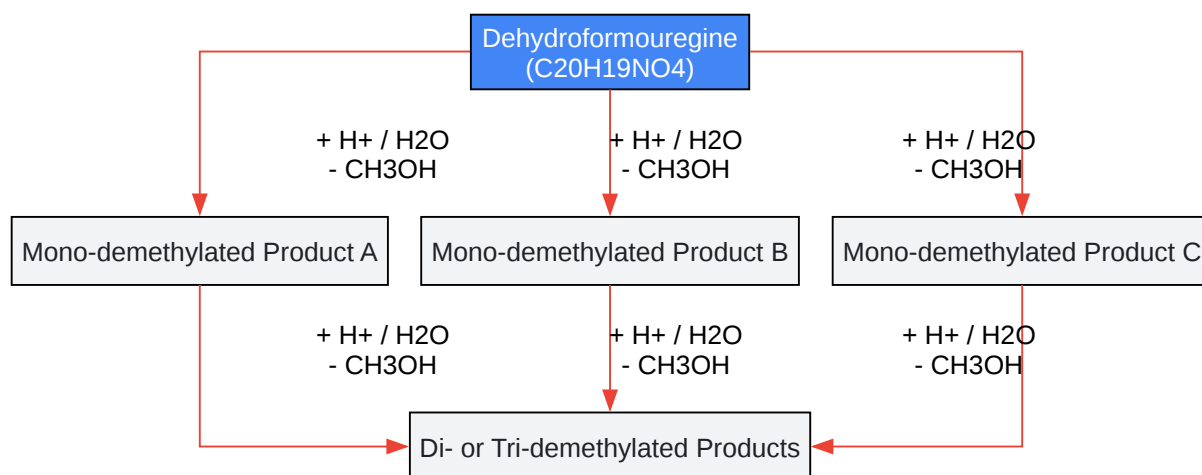 Dehydroformouregine
(C20H19NO4)
+ H+ / H2O
- CH3OH
+ H+ / H2O
- CH3OH
+ H+ / H2O
- CH3OH
Mono-demethylated Product A
Mono-demethylated Product B
Mono-demethylated Product C
+ H+ / H2O
- CH3OH
+ H+ / H2O
- CH3OH
+ H+ / H2O
- CH3OH
Di- or Tri-demethylated Products